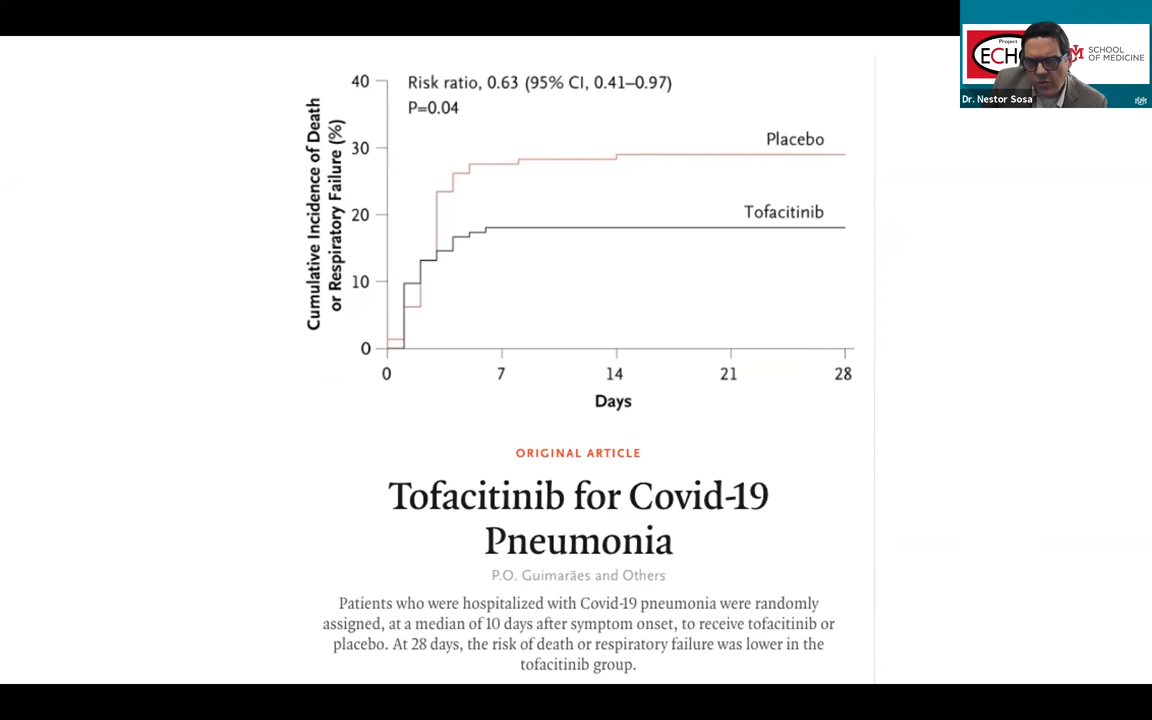 Project
ECHO
SCHOOL
OF MEDICINE
Dr. Nestor Sosa
Risk ratio, 0.63 (95% CI, 0.41–0.97)
P=0.04
Cumulative Incidence of Death
or Respiratory Failure (%)
40
30
20
10
0
Placebo
Tofacitinib
0 7 14 21 28
Days
ORIGINAL ARTICLE
Tofacitinib for Covid-19
Pneumonia
P.O. Guimarães and Others
Patients who were hospitalized with Covid-19 pneumonia were randomly
assigned, at a median of 10 days after symptom onset, to receive tofacitinib or
placebo. At 28 days, the risk of death or respiratory failure was lower in the
tofacitinib group.